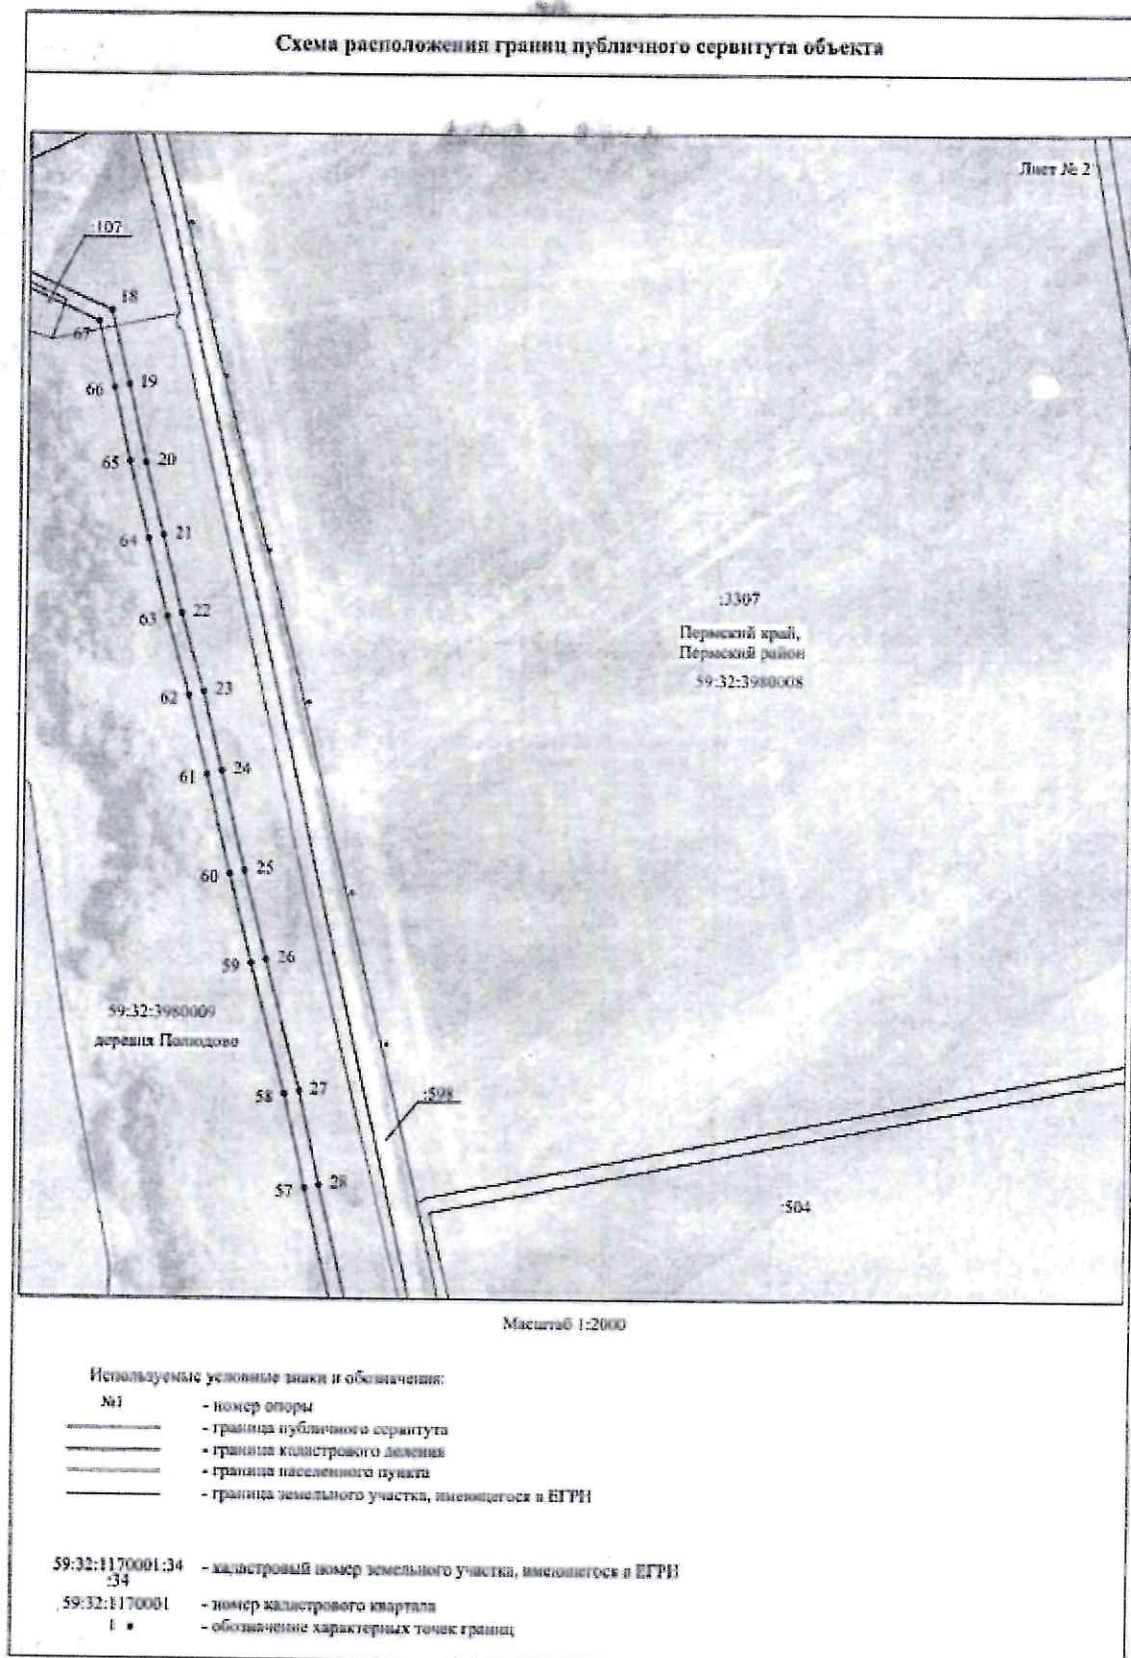 Схема расположения границ публичного сервитута объекта
Лист № 2
:107
18
67
66
19
65
20
64
21
63
22
62
23
61
24
60
25
59
26
:3307
Пермский край,
Пермский район
59:32:3980008
59:32:3980009
деревня Полюдово
58
27
:598
57
28
:504
Масштаб 1:2000
Используемые условные знаки и обозначения:
№1 - номер опоры
- граница публичного сервитута
- граница кадастрового деления
- граница населенного пункта
- граница земельного участка, имеющегося в ЕГРН
59:32:1170001:34 - кадастровый номер земельного участка, имеющегося в ЕГРН
:34
59:32:1170001 - номер кадастрового квартала
1 • - обозначение характерных точек границ